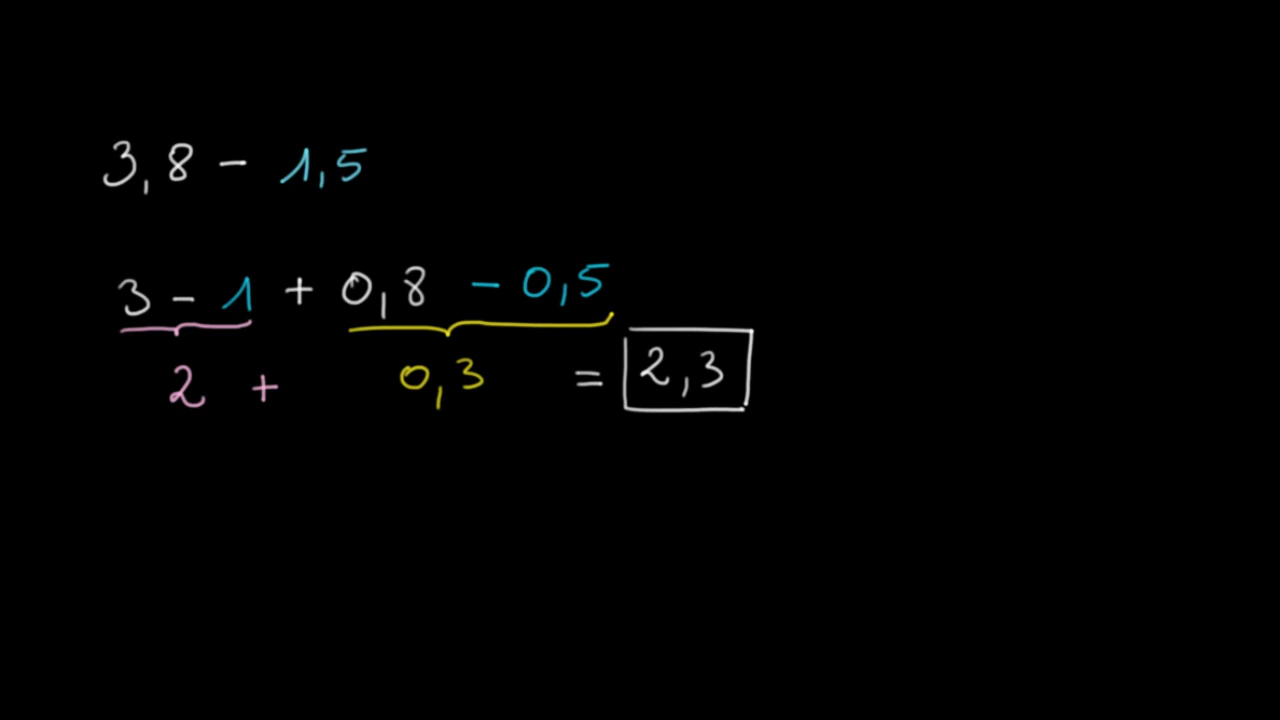 3,8 - 1,5
3 - 1 + 0,8 - 0,5
2 + 0,3 = 2,3